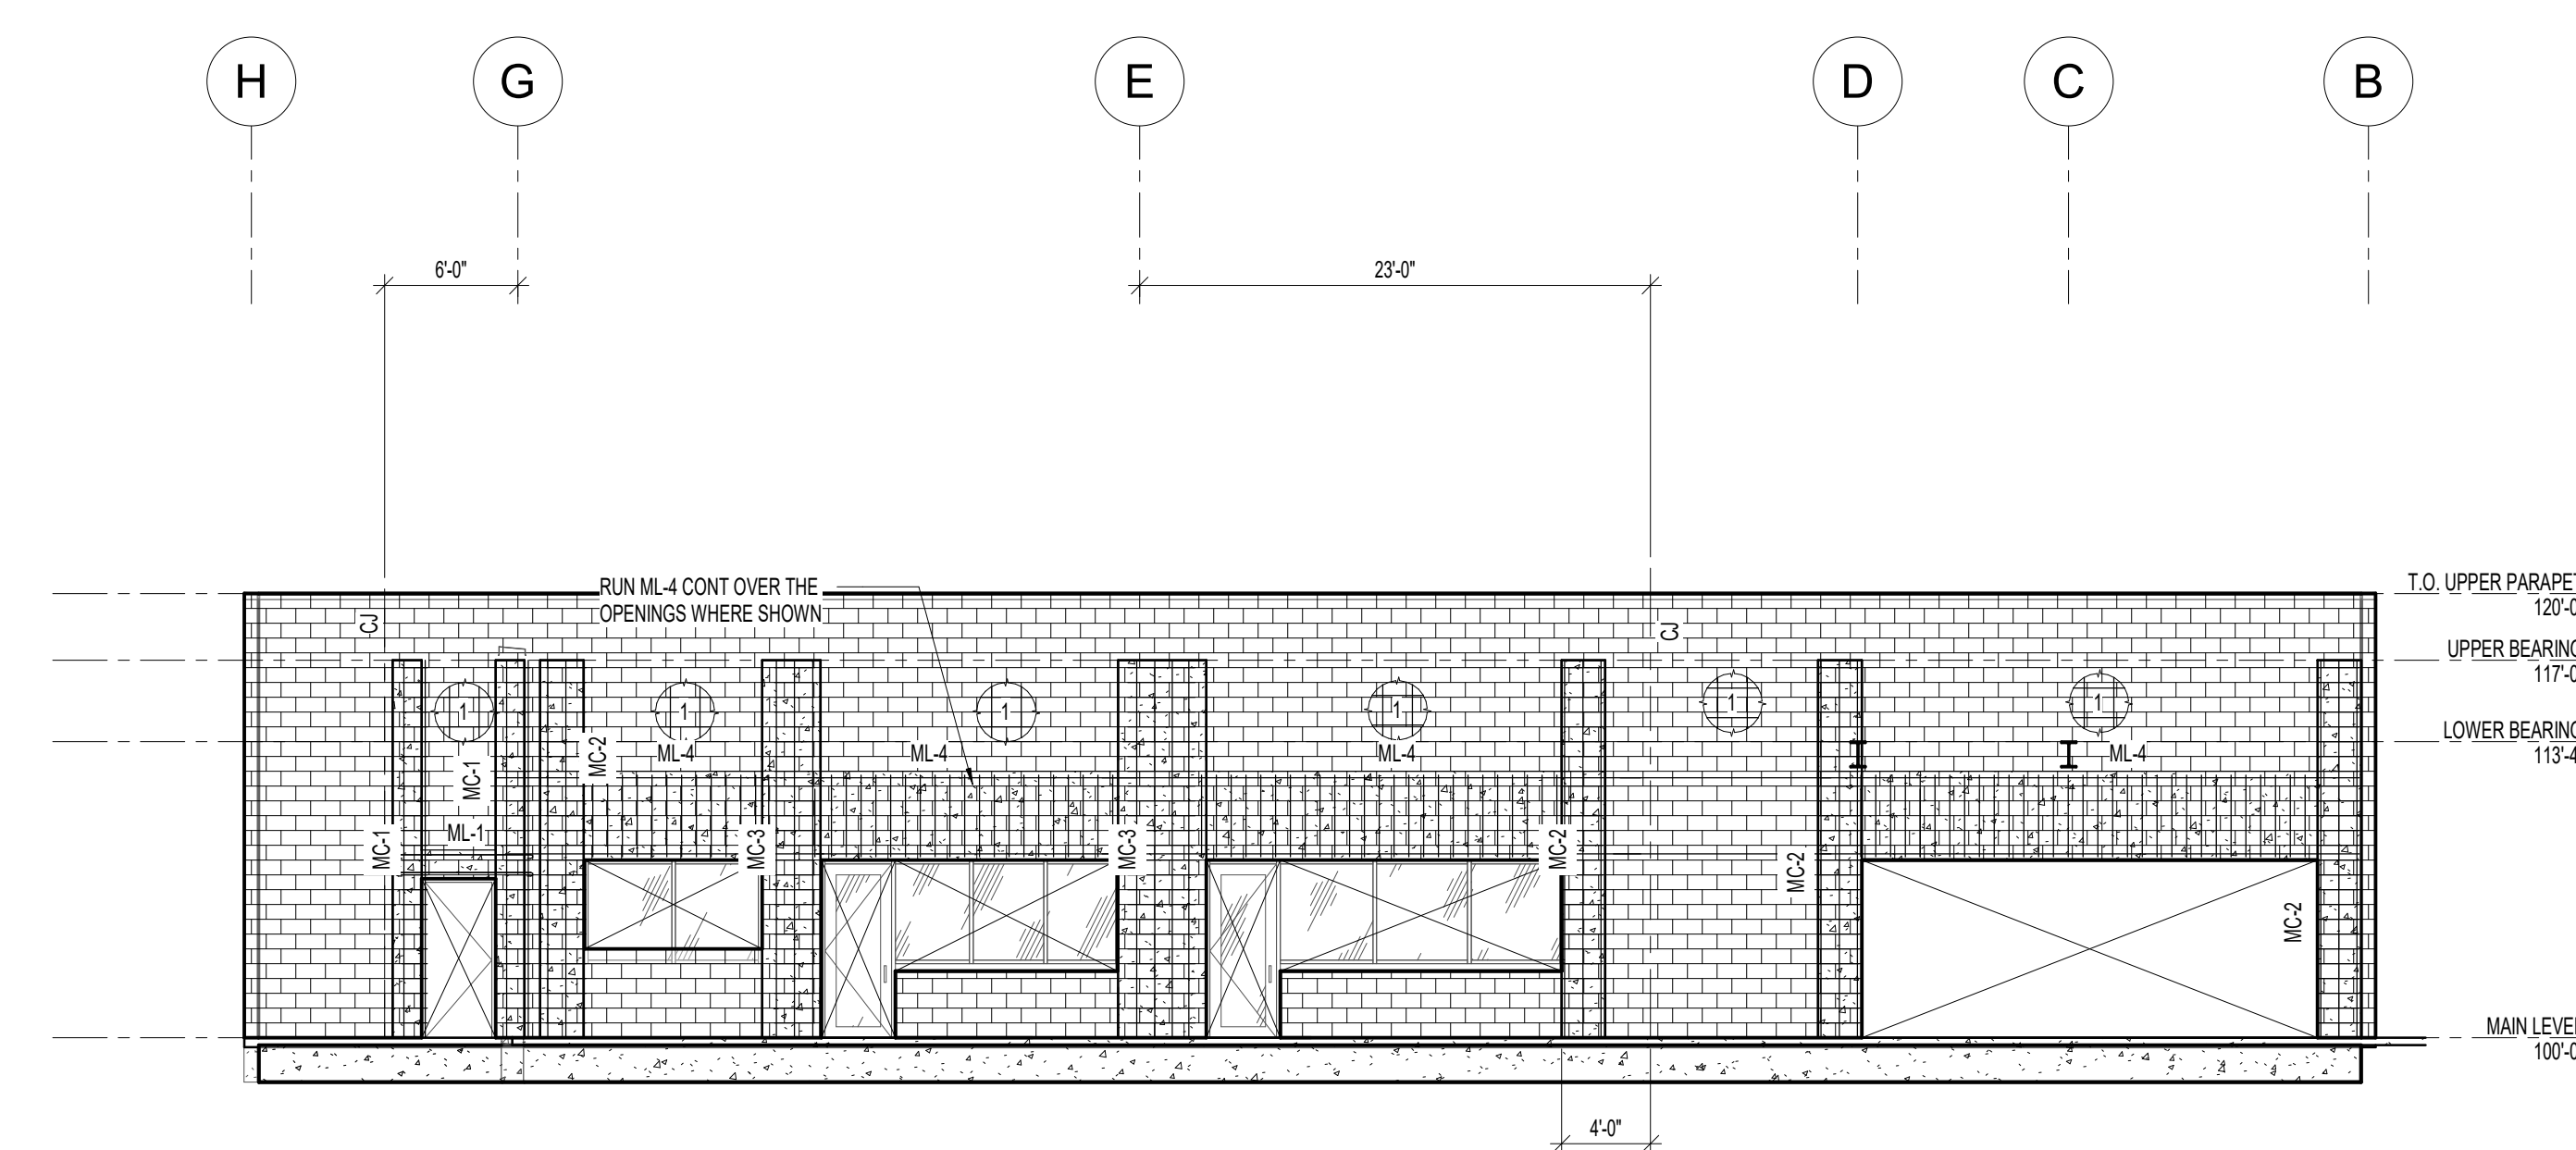 H G E D C B
6'-0" 23'-0"
RUN ML-4 CONT OVER THE
OPENINGS WHERE SHOWN
T.O. UPPER PARAPET
120'-0
CJ CJ
UPPER BEARING
117'-0
1 1 1 1 1 1
LOWER BEARING
113'-4
MC-1 MC-2 ML-4 ML-4 ML-4 ML-4
MC-1 ML-1 MC-3 MC-3 MC-2 MC-2
MC-2
MAIN LEVEL
100'-0
4'-0"